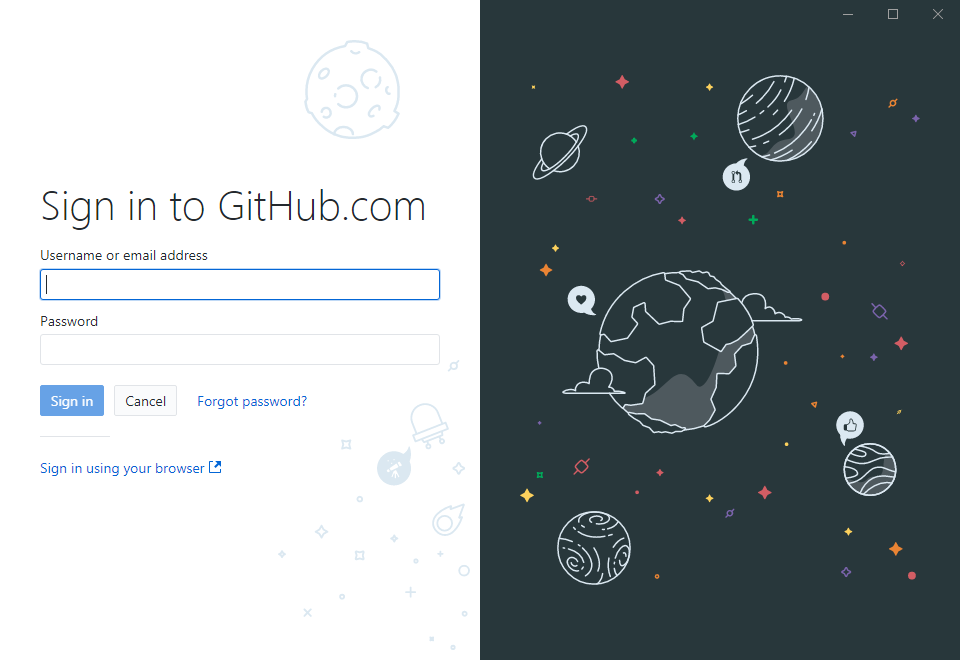 Sign in to GitHub.com
Username or email address
Password
Sign in Cancel Forgot password?
Sign in using your browser